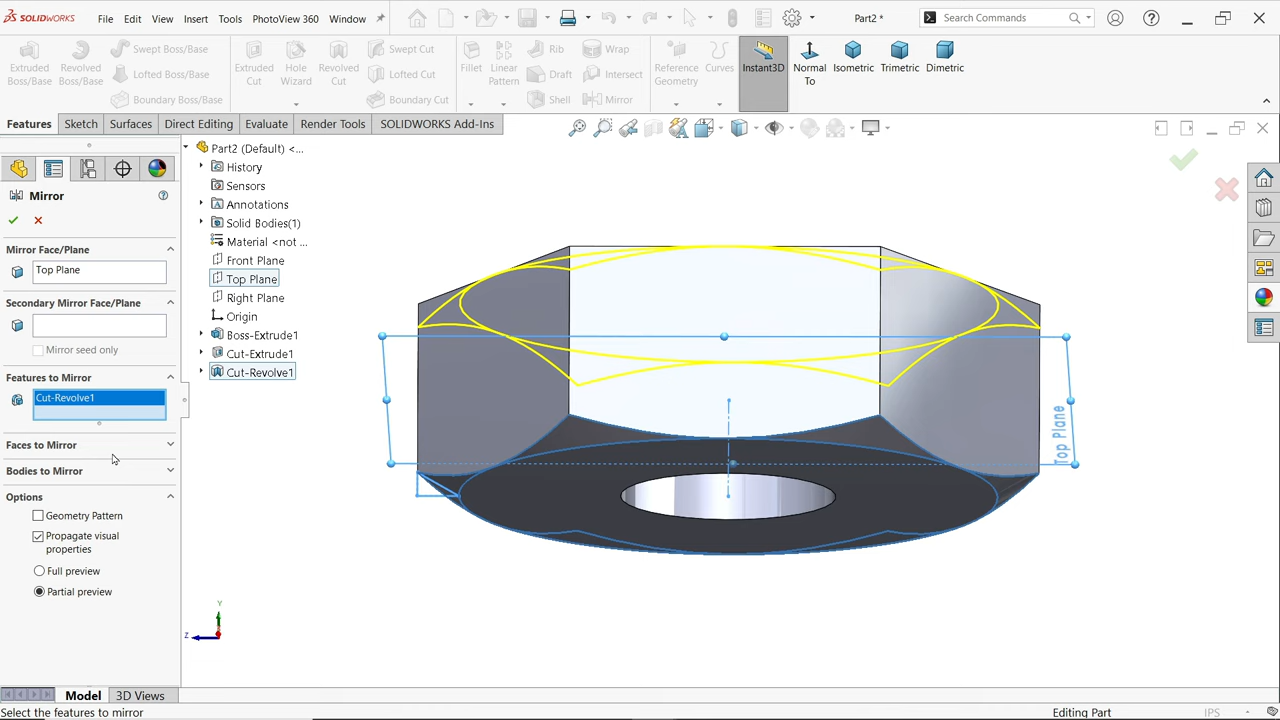 SOLIDWORKS
File
Edit
View
Insert
Tools
PhotoView 360
Window
Part2 *
Search Commands
Extruded
Boss/Base
Revolved
Boss/Base
Swept Boss/Base
Lofted Boss/Base
Boundary Boss/Base
Extruded
Cut
Hole
Wizard
Revolved
Cut
Swept Cut
Lofted Cut
Boundary Cut
Fillet
Linear
Pattern
Rib
Draft
Shell
Wrap
Intersect
Mirror
Reference
Geometry
Curves
Instant3D
Normal
To
Isometric
Trimetric
Dimetric
Features
Sketch
Surfaces
Direct Editing
Evaluate
Render Tools
SOLIDWORKS Add-Ins
Mirror
Mirror Face/Plane
Top Plane
Secondary Mirror Face/Plane
Mirror seed only
Features to Mirror
Cut-Revolve1
Faces to Mirror
Bodies to Mirror
Options
Geometry Pattern
Propagate visual
properties
Full preview
Partial preview
Part2 (Default) <...
History
Sensors
Annotations
Solid Bodies(1)
Material <not ...
Front Plane
Top Plane
Right Plane
Origin
Boss-Extrude1
Cut-Extrude1
Cut-Revolve1
Top Plane
Y
Z
Model
3D Views
Select the features to mirror
Editing Part
IPS